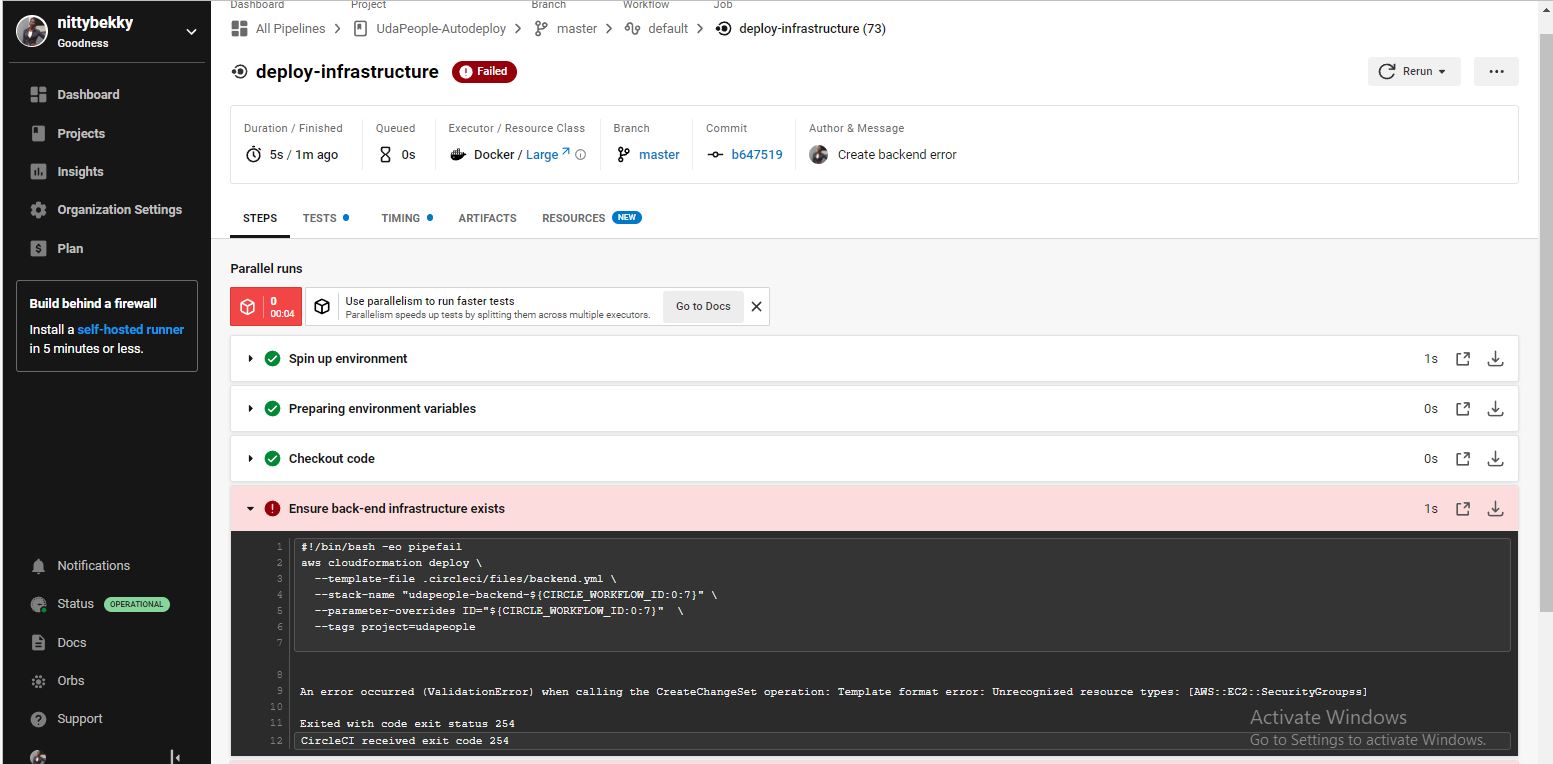 nittybekky
Goodness
Dashboard
Projects
Insights
Organization Settings
$ Plan
Build behind a firewall
Install a self-hosted runner
in 5 minutes or less.
Notifications
Status OPERATIONAL
Docs
Orbs
? Support
Dashboard Project Branch Workflow Job
All Pipelines > UdaPeople-Autodeploy > master > default > deploy-infrastructure (73)
deploy-infrastructure ! Failed
Rerun ...
Duration / Finished Queued Executor / Resource Class Branch Commit Author & Message
5s / 1m ago 0s Docker / Large master b647519 Create backend error
STEPS TESTS TIMING ARTIFACTS RESOURCES NEW
Parallel runs
0
00:04
Use parallelism to run faster tests
Parallelism speeds up tests by splitting them across multiple executors.
Go to Docs
Spin up environment 1s
Preparing environment variables 0s
Checkout code 0s
! Ensure back-end infrastructure exists 1s
1 #!/bin/bash -eo pipefail
2 aws cloudformation deploy \
3 --template-file .circleci/files/backend.yml \
4 --stack-name "udapeople-backend-${CIRCLE_WORKFLOW_ID:0:7}" \
5 --parameter-overrides ID="${CIRCLE_WORKFLOW_ID:0:7}" \
6 --tags project=udapeople
7
8
9 An error occurred (ValidationError) when calling the CreateChangeSet operation: Template format error: Unrecognized resource types: [AWS::EC2::SecurityGroupss]
10
11 Exited with code exit status 254
12 CircleCI received exit code 254
Activate Windows
Go to Settings to activate Windows.